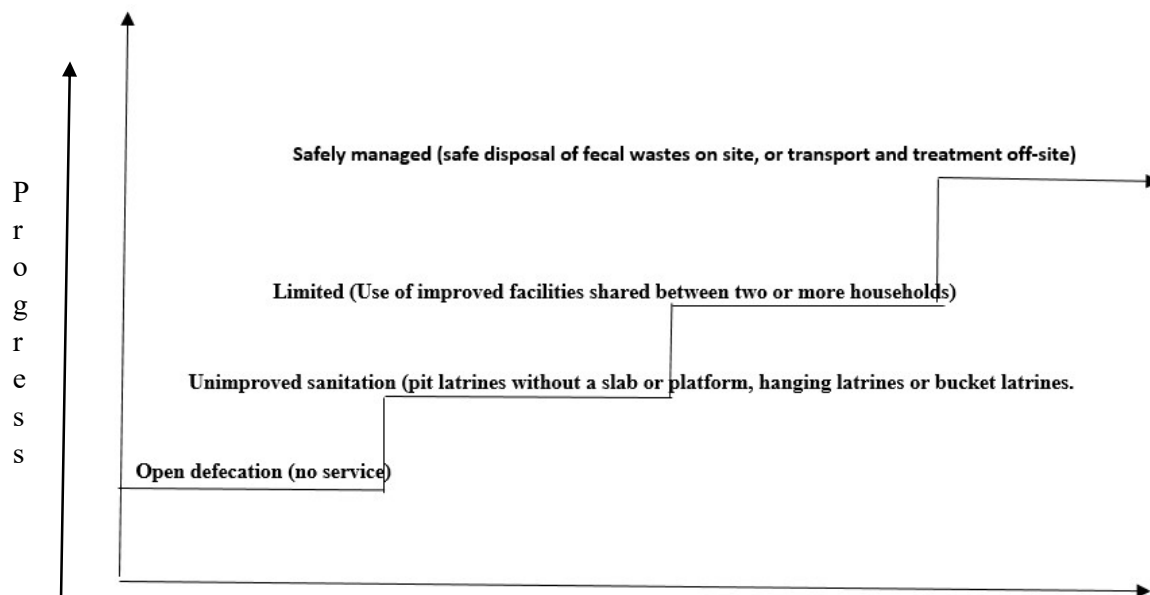 Safely managed (safe disposal of fecal wastes on site, or transport and treatment off-site)
Progress
Limited (Use of improved facilities shared between two or more households)
Unimproved sanitation (pit latrines without a slab or platform, hanging latrines or bucket latrines.
Open defecation (no service)